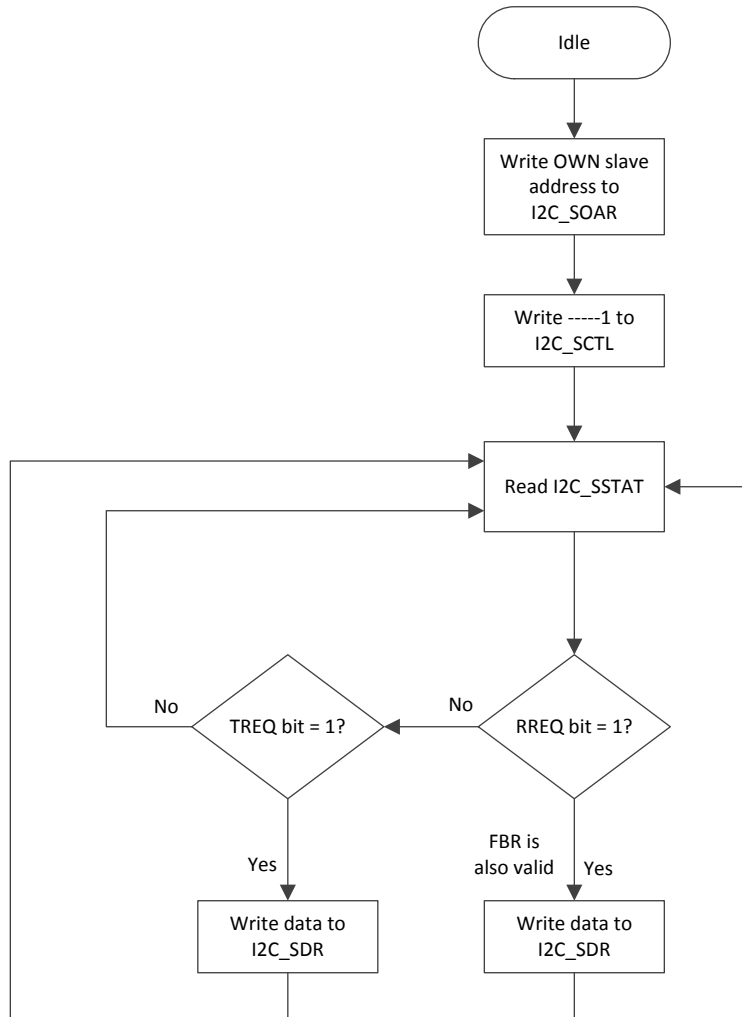 Idle
Write OWN slave
address to
I2C_SOAR
Write -----1 to
I2C_SCTL
Read I2C_SSTAT
No
TREQ bit = 1?
No
RREQ bit = 1?
Yes
FBR is
also valid
Yes
Write data to
I2C_SDR
Write data to
I2C_SDR